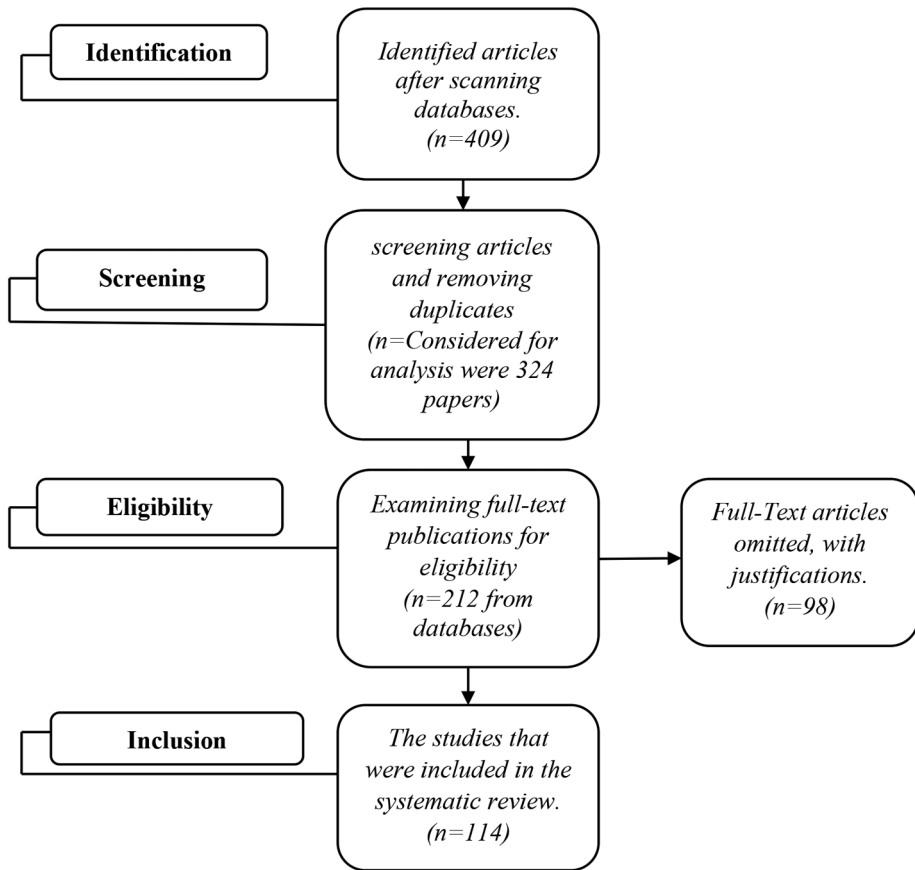 Identification
Identified articles
after scanning
databases.
(n=409)
Screening
screening articles
and removing
duplicates
(n=Considered for
analysis were 324
papers)
Eligibility
Examining full-text
publications for
eligibility
(n=212 from
databases)
Full-Text articles
omitted, with
justifications.
(n=98)
Inclusion
The studies that
were included in the
systematic review.
(n=114)